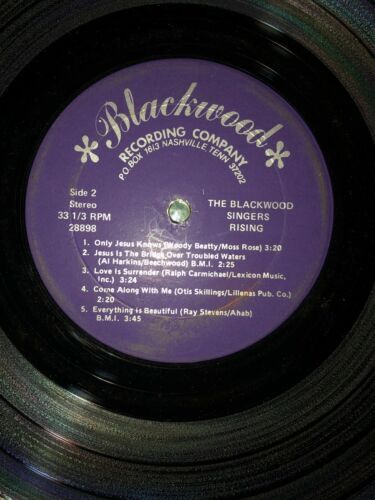 Blackwood
RECORDING COMPANY
P.O. BOX 1613 NASHVILLE, TENN 37202
Side 2
Stereo
33 1/3 RPM
28898
THE BLACKWOOD
SINGERS
RISING
1. Only Jesus Knows (Woody Beatty/Moss Rose) 3:20
2. Jesus Is The Bridge Over Troubled Waters
(Al Harkins/Beechwood) B.M.I. 2:25
3. Love Is Surrender (Ralph Carmichael/Lexicon Music,
Inc.) 3:24
4. Come Along With Me (Otis Skillings/Lillenas Pub. Co.)
2:20
5. Everything is Beautiful (Ray Stevens/Ahab)
B.M.I. 3:45